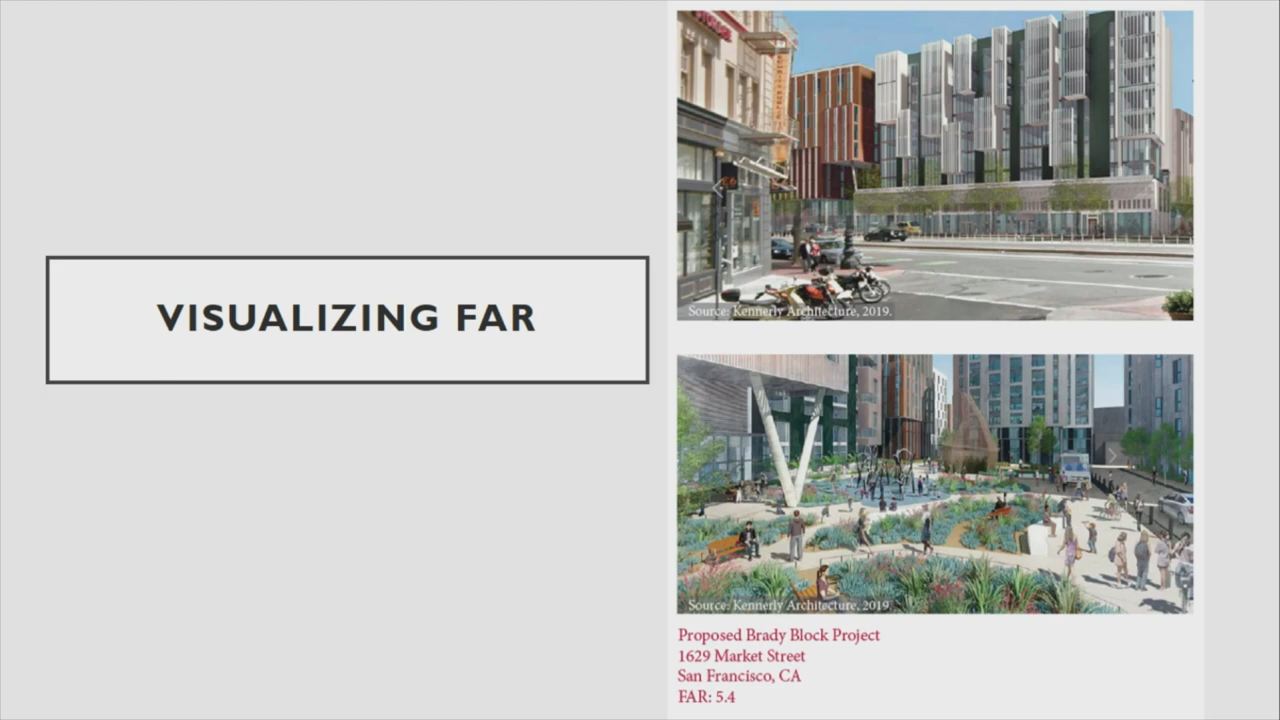 VISUALIZING FAR
Source: Kennerly Architecture, 2019.
Source: Kennerly Architecture, 2019.
Proposed Brady Block Project
1629 Market Street
San Francisco, CA
FAR: 5.4